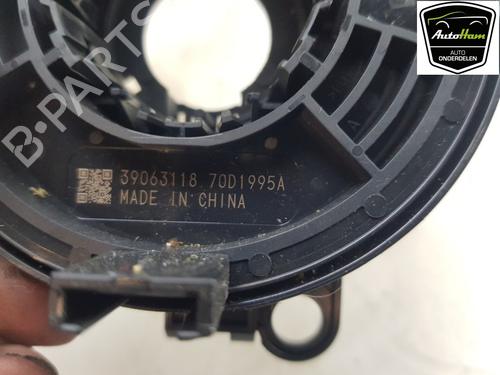 AutoHam
AUTO
ONDERDELEN
B-PARTS
39063118 70D1995A
MADE IN CHINA